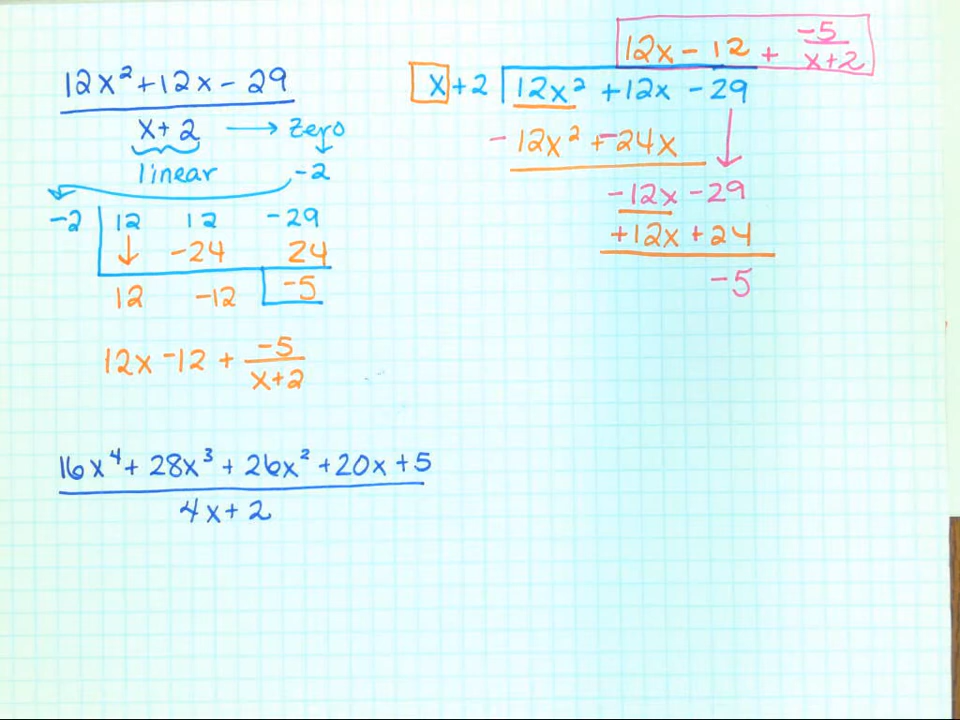 12x² + 12x - 29
x + 2 → zero
linear
-2
-2 | 12 12 -29
↓ -24 24
12 -12 -5
12x - 12 + -5/(x+2)
12x - 12 + -5/(x+2)
x + 2 | 12x² + 12x - 29
- 12x² + - 24x ↓
-12x - 29
+12x + 24
-5
16x⁴ + 28x³ + 26x² + 20x + 5
4x + 2